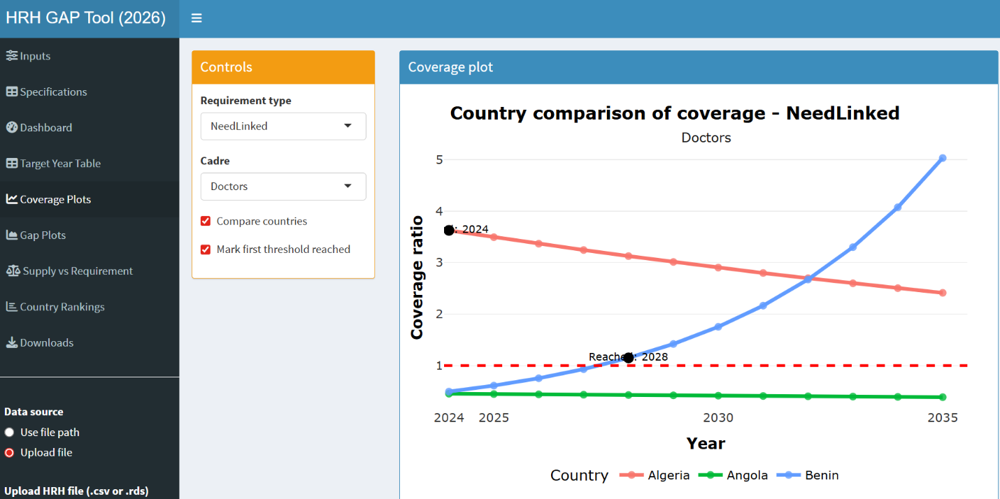 HRH GAP Tool (2026)
Inputs
Specifications
Dashboard
Target Year Table
Coverage Plots
Gap Plots
Supply vs Requirement
Country Rankings
Downloads
Data source
Use file path
Upload file
Upload HRH file (.csv or .rds)
Controls
Requirement type
NeedLinked
Cadre
Doctors
Compare countries
Mark first threshold reached
Coverage plot
Country comparison of coverage - NeedLinked
Doctors
Coverage ratio
5
4
3
2
1
: 2024
: 2028
2024 2025 2030 2035
Year
Country Algeria Angola Benin